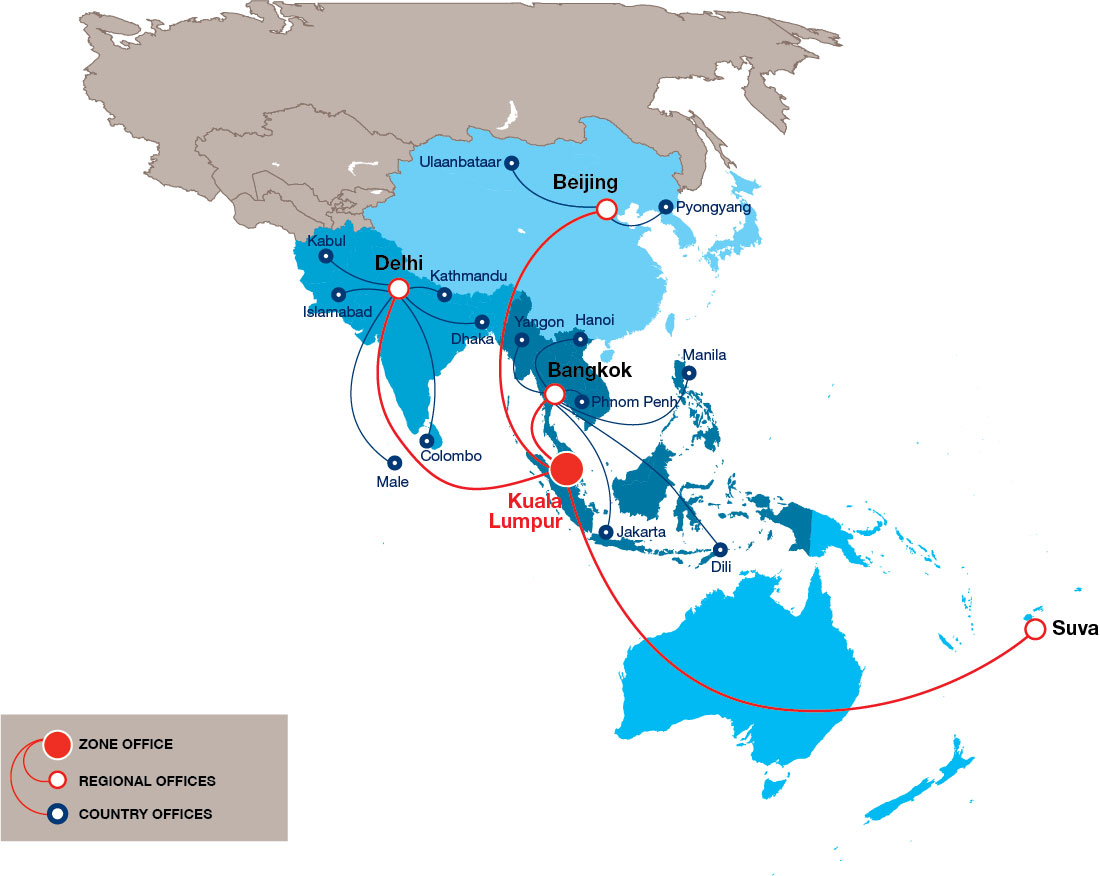 Ulaanbataar
Beijing
Pyongyang
Kabul
Delhi
Kathmandu
Islamabad
Dhaka
Yangon
Hanoi
Manila
Bangkok
Phnom Penh
Colombo
Male
Kuala
Lumpur
Jakarta
Dili
Suva
ZONE OFFICE
REGIONAL OFFICES
COUNTRY OFFICES